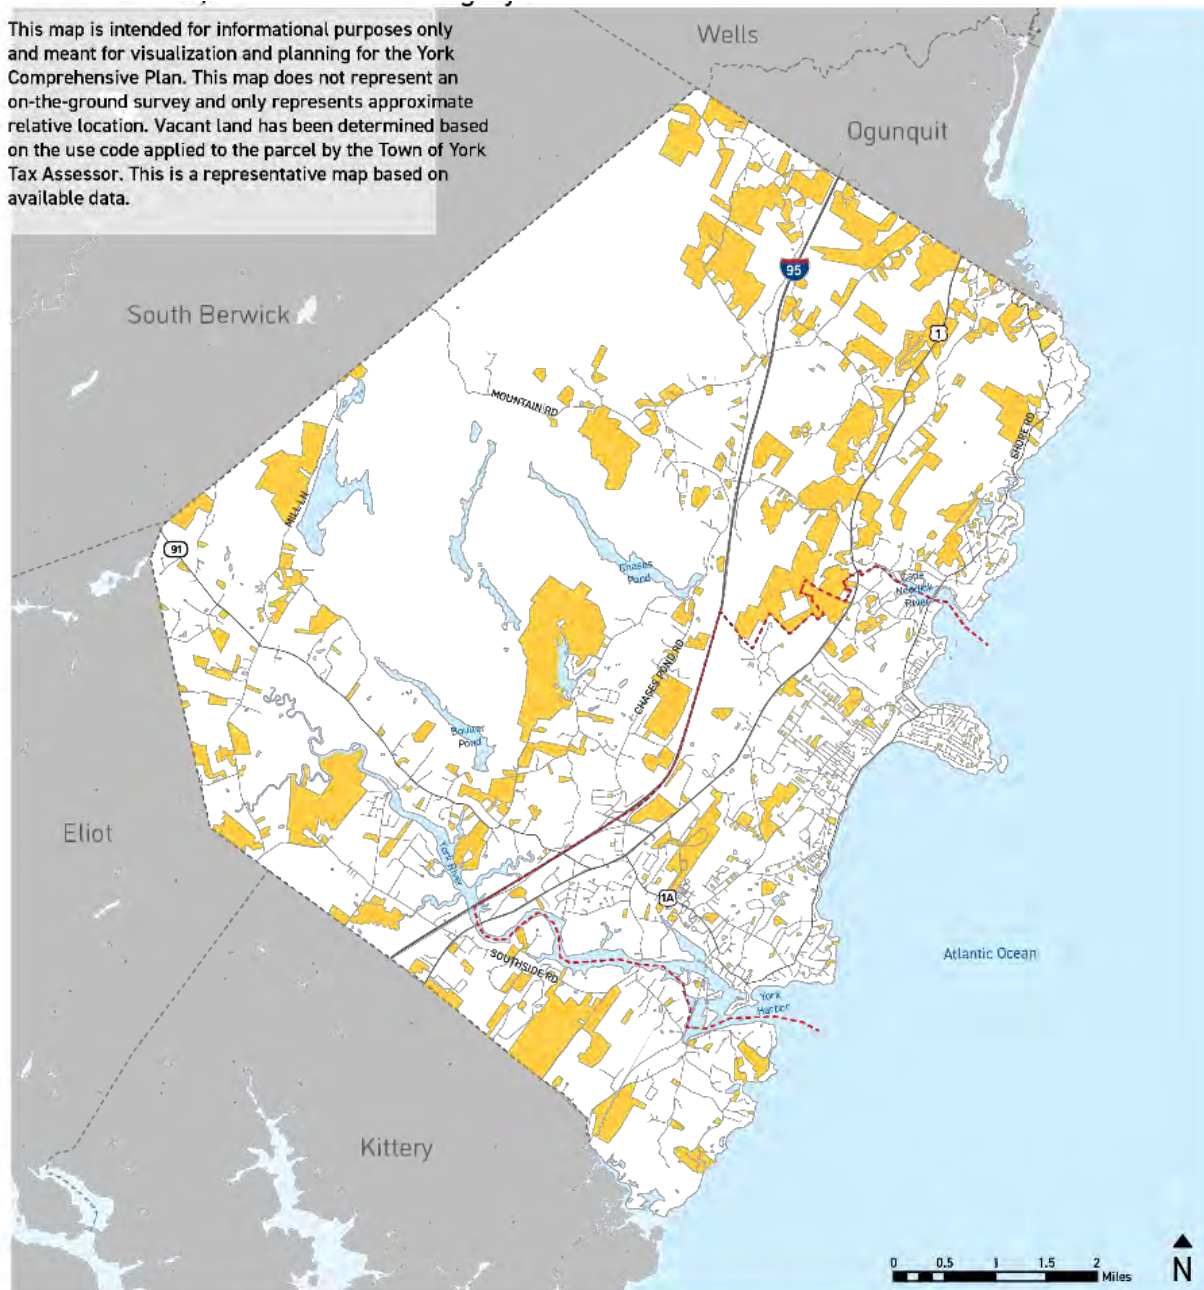 This map is intended for informational purposes only
and meant for visualization and planning for the York
Comprehensive Plan. This map does not represent an
on-the-ground survey and only represents approximate
relative location. Vacant land has been determined based
on the use code applied to the parcel by the Town of York
Tax Assessor. This is a representative map based on
available data.
Wells
Ogunquit
95
South Berwick
1
MOUNTAIN RD
SHORE RD
MILL LN
91
Chases
Pond
Cape
Neddick
River
CHASES POND RD
Boulter
Pond
Eliot
York River
1A
Atlantic Ocean
SOUTHSIDE RD
York
Harbor
Kittery
0 0.5 1 1.5 2
Miles
N